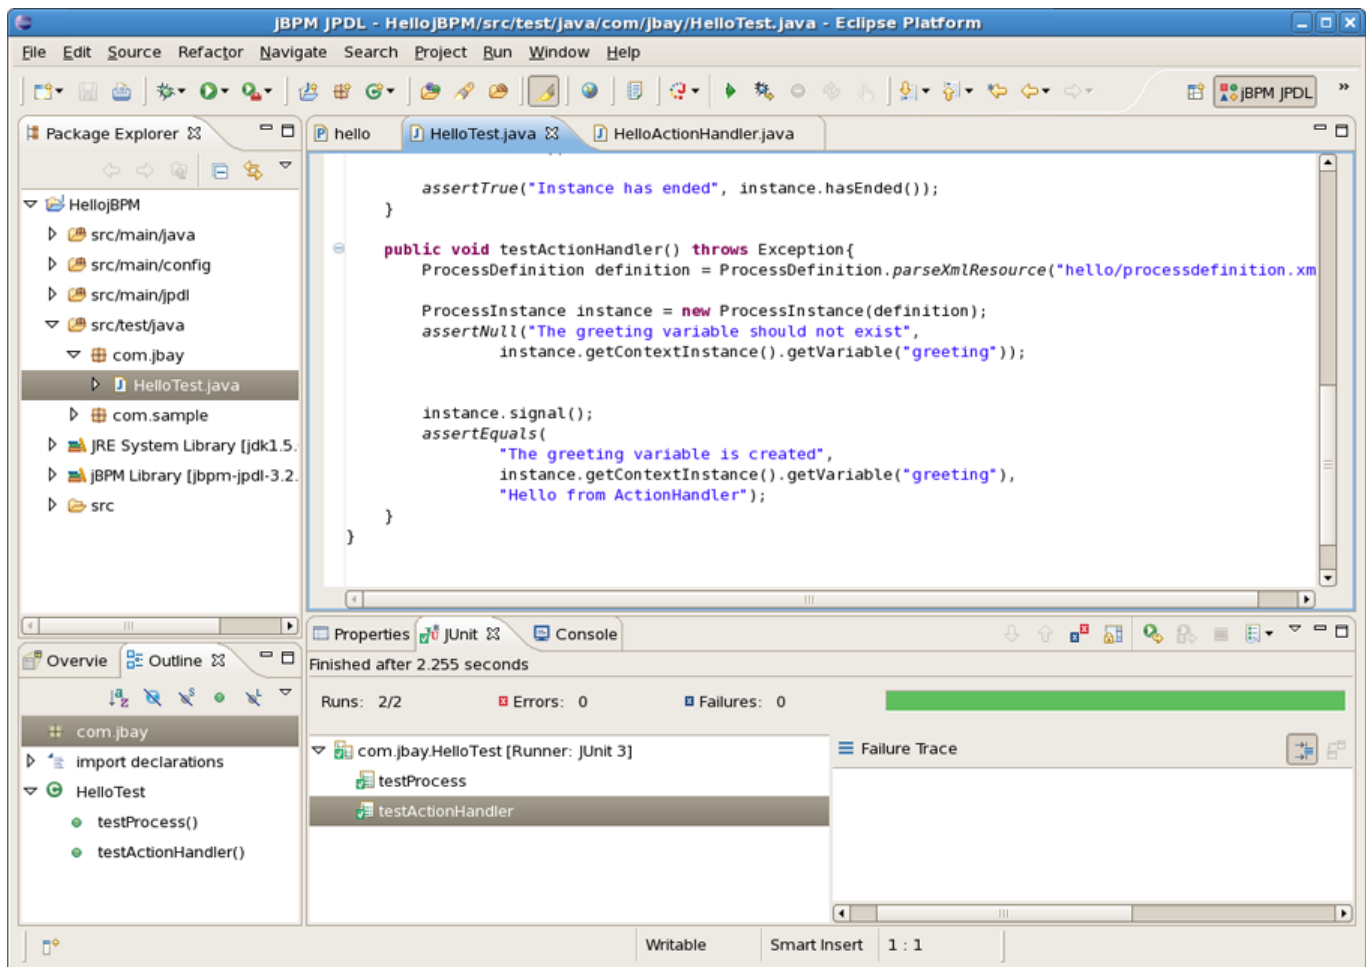 jBPM JPDL - HellojBPM/src/test/java/com/jbay/HelloTest.java - Eclipse Platform
File Edit Source Refactor Navigate Search Project Run Window Help
jBPM JPDL
Package Explorer
HellojBPM
src/main/java
src/main/config
src/main/jpdl
src/test/java
com.jbay
HelloTest.java
com.sample
JRE System Library [jdk1.5.
jBPM Library [jbpm-jpdl-3.2.
src
hello HelloTest.java HelloActionHandler.java
assertTrue("Instance has ended", instance.hasEnded());
}
public void testActionHandler() throws Exception{
ProcessDefinition definition = ProcessDefinition.parseXmlResource("hello/processdefinition.xm
ProcessInstance instance = new ProcessInstance(definition);
assertNull("The greeting variable should not exist",
instance.getContextInstance().getVariable("greeting"));
instance.signal();
assertEquals(
"The greeting variable is created",
instance.getContextInstance().getVariable("greeting"),
"Hello from ActionHandler");
}
}
Overvie Outline
com.jbay
import declarations
HelloTest
testProcess()
testActionHandler()
Properties JUnit Console
Finished after 2.255 seconds
Runs: 2/2 Errors: 0 Failures: 0
com.jbay.HelloTest [Runner: JUnit 3]
testProcess
testActionHandler
Failure Trace
Writable Smart Insert 1 : 1